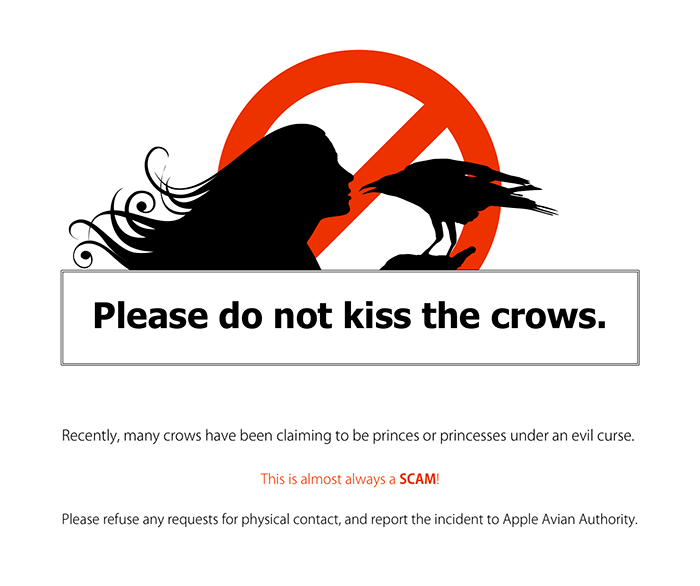 Please do not kiss the crows.
Recently, many crows have been claiming to be princes or princesses under an evil curse.
This is almost always a SCAM!
Please refuse any requests for physical contact, and report the incident to Apple Avian Authority.